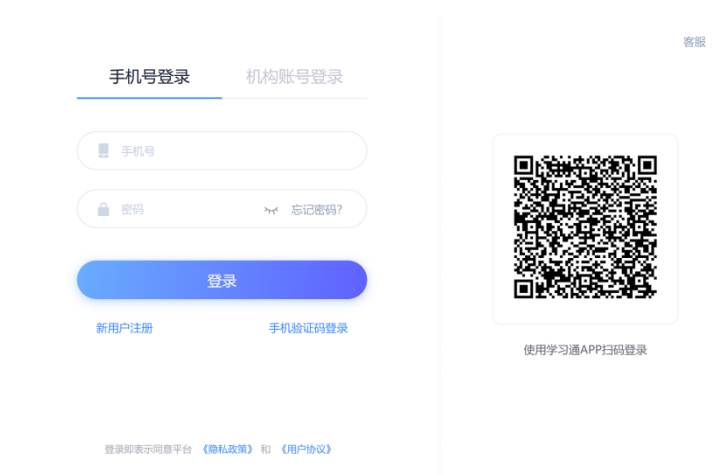 客服
手机号登录 机构账号登录
手机号
密码 忘记密码?
登录
新用户注册 手机验证码登录
使用学习通APP扫码登录
登录即表示同意平台 《隐私政策》 和 《用户协议》